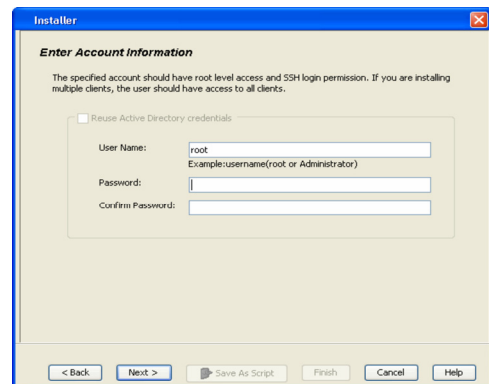 Installer
Enter Account Information
The specified account should have root level access and SSH login permission. If you are installing
multiple clients, the user should have access to all clients.
Reuse Active Directory credentials
User Name: root
Example:username(root or Administrator)
Password:
Confirm Password:
< Back Next > Save As Script Finish Cancel Help